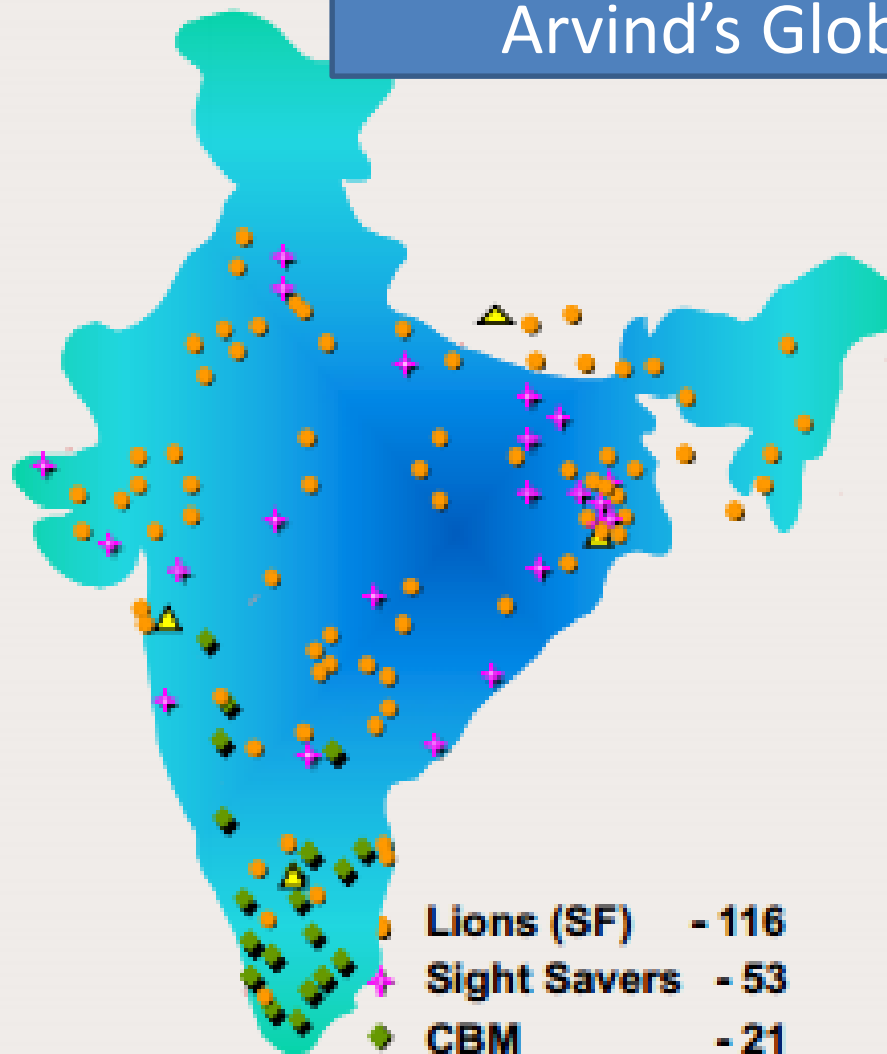 Arvind’s Glob
Lions (SF) - 116
Sight Savers - 53
CBM - 21